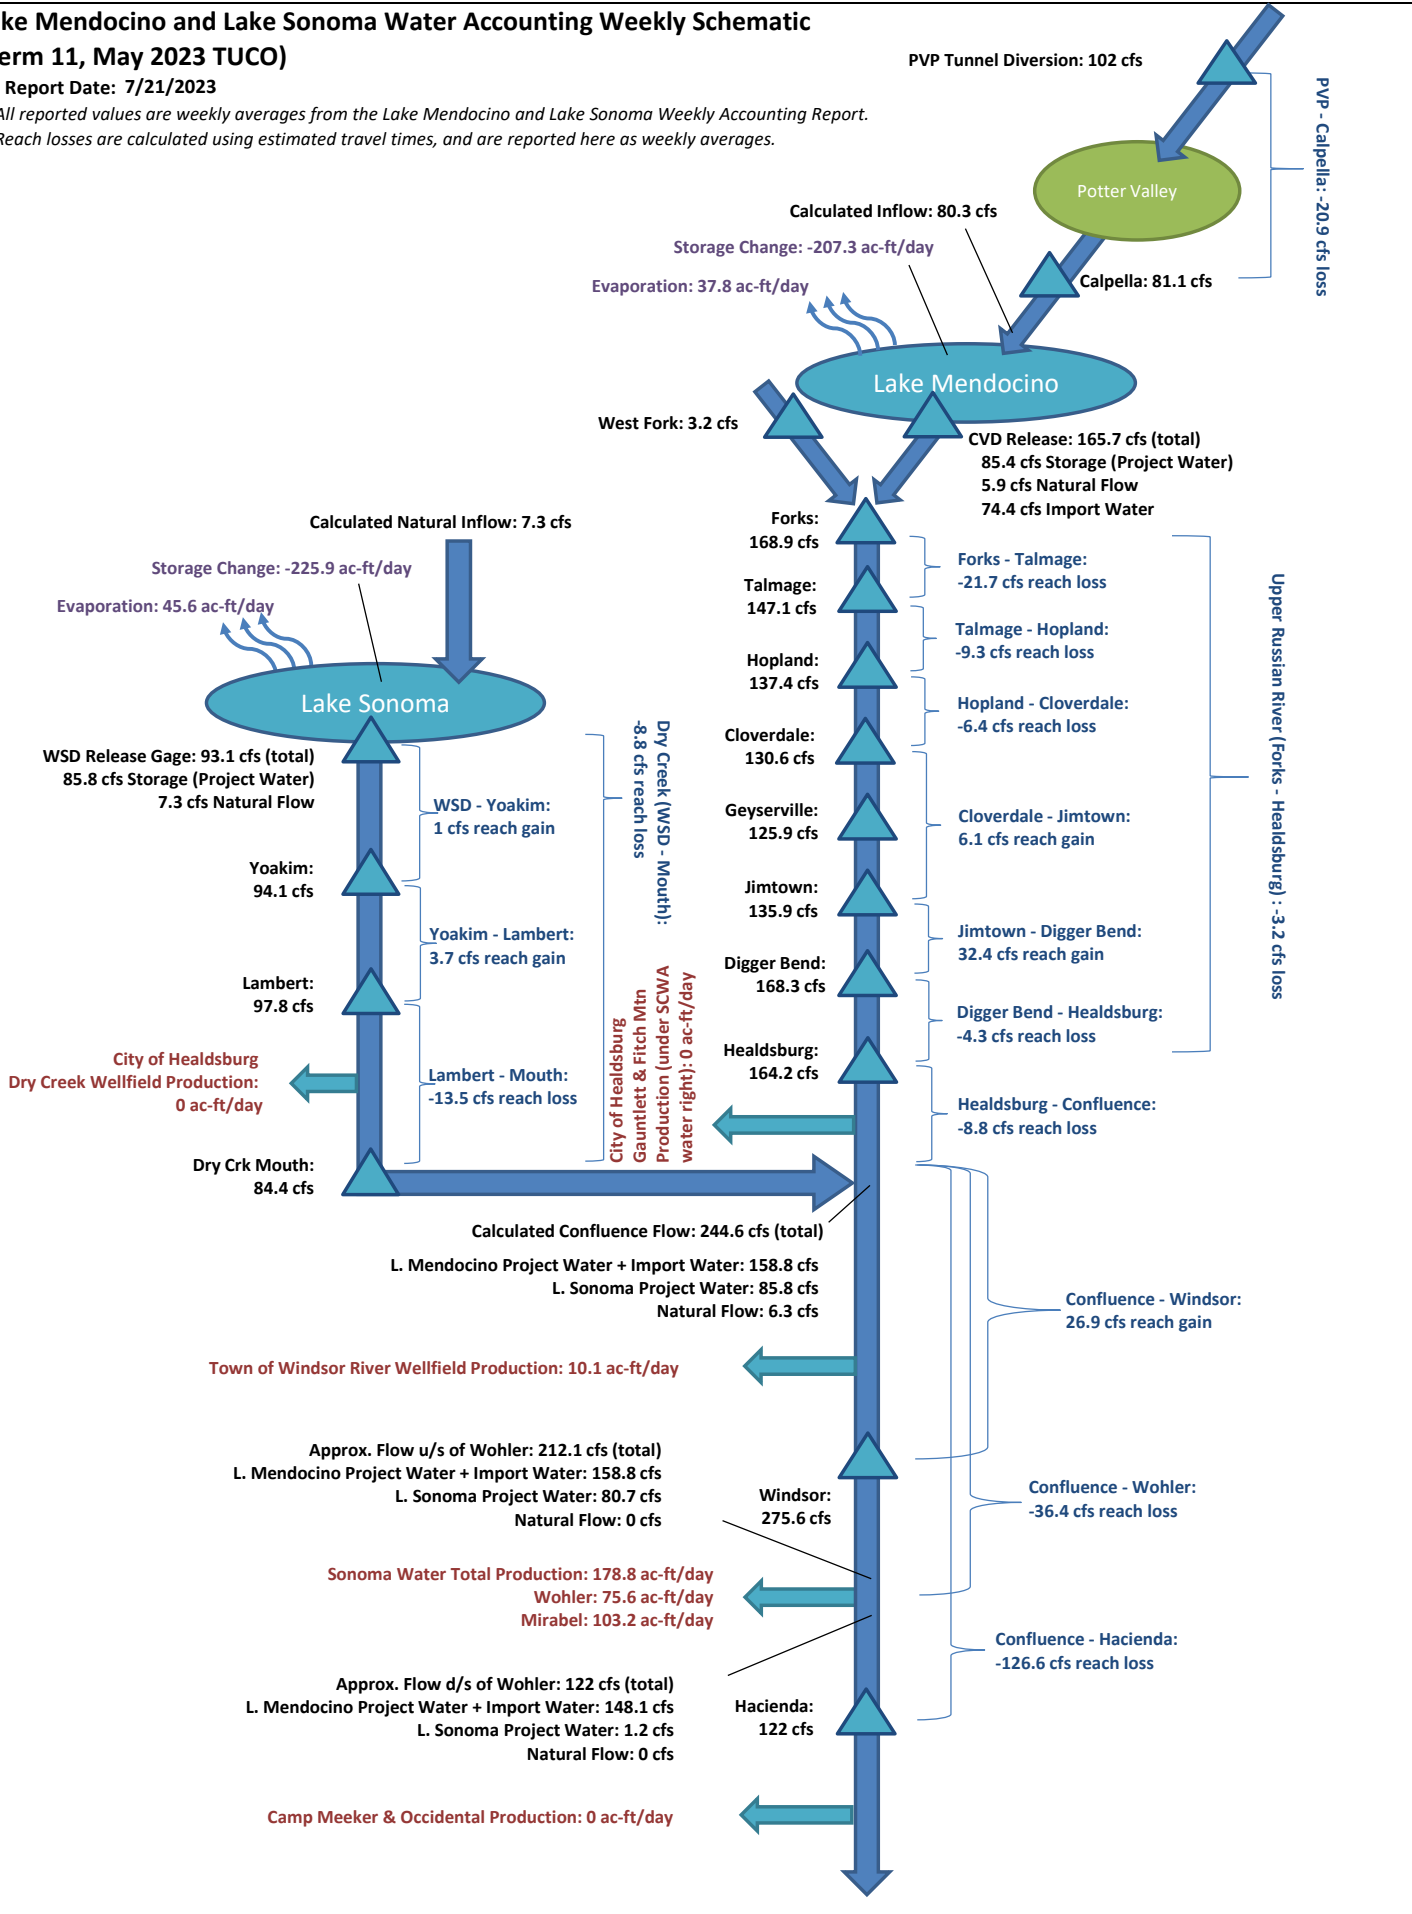 ke Mendocino and Lake Sonoma Water Accounting Weekly Schematic
erm 11, May 2023 TUCO)
Report Date: 7/21/2023
All reported values are weekly averages from the Lake Mendocino and Lake Sonoma Weekly Accounting Report.
Reach losses are calculated using estimated travel times, and are reported here as weekly averages.
PVP Tunnel Diversion: 102 cfs
PVP - Calpella: -20.9 cfs loss
Potter Valley
Calculated Inflow: 80.3 cfs
Storage Change: -207.3 ac-ft/day
Evaporation: 37.8 ac-ft/day
Calpella: 81.1 cfs
Lake Mendocino
West Fork: 3.2 cfs
CVD Release: 165.7 cfs (total)
85.4 cfs Storage (Project Water)
5.9 cfs Natural Flow
74.4 cfs Import Water
Forks:
168.9 cfs
Forks - Talmage:
-21.7 cfs reach loss
Talmage:
147.1 cfs
Talmage - Hopland:
-9.3 cfs reach loss
Hopland:
137.4 cfs
Hopland - Cloverdale:
-6.4 cfs reach loss
Cloverdale:
130.6 cfs
Geyserville:
125.9 cfs
Cloverdale - Jimtown:
6.1 cfs reach gain
Jimtown:
135.9 cfs
Jimtown - Digger Bend:
32.4 cfs reach gain
Digger Bend:
168.3 cfs
Digger Bend - Healdsburg:
-4.3 cfs reach loss
Healdsburg:
164.2 cfs
Healdsburg - Confluence:
-8.8 cfs reach loss
Upper Russian River (Forks - Healdsburg) : -3.2 cfs loss
Calculated Natural Inflow: 7.3 cfs
Storage Change: -225.9 ac-ft/day
Evaporation: 45.6 ac-ft/day
Lake Sonoma
WSD Release Gage: 93.1 cfs (total)
85.8 cfs Storage (Project Water)
7.3 cfs Natural Flow
WSD - Yoakim:
1 cfs reach gain
Yoakim:
94.1 cfs
Yoakim - Lambert:
3.7 cfs reach gain
Lambert:
97.8 cfs
City of Healdsburg
Dry Creek Wellfield Production:
0 ac-ft/day
Lambert - Mouth:
-13.5 cfs reach loss
Dry Creek (WSD - Mouth):
-8.8 cfs reach loss
City of Healdsburg
Gauntlett & Fitch Mtn
Production (under SCWA
water right): 0 ac-ft/day
Dry Crk Mouth:
84.4 cfs
Calculated Confluence Flow: 244.6 cfs (total)
L. Mendocino Project Water + Import Water: 158.8 cfs
L. Sonoma Project Water: 85.8 cfs
Natural Flow: 6.3 cfs
Confluence - Windsor:
26.9 cfs reach gain
Town of Windsor River Wellfield Production: 10.1 ac-ft/day
Approx. Flow u/s of Wohler: 212.1 cfs (total)
L. Mendocino Project Water + Import Water: 158.8 cfs
L. Sonoma Project Water: 80.7 cfs
Natural Flow: 0 cfs
Windsor:
275.6 cfs
Confluence - Wohler:
-36.4 cfs reach loss
Sonoma Water Total Production: 178.8 ac-ft/day
Wohler: 75.6 ac-ft/day
Mirabel: 103.2 ac-ft/day
Confluence - Hacienda:
-126.6 cfs reach loss
Approx. Flow d/s of Wohler: 122 cfs (total)
L. Mendocino Project Water + Import Water: 148.1 cfs
L. Sonoma Project Water: 1.2 cfs
Natural Flow: 0 cfs
Hacienda:
122 cfs
Camp Meeker & Occidental Production: 0 ac-ft/day